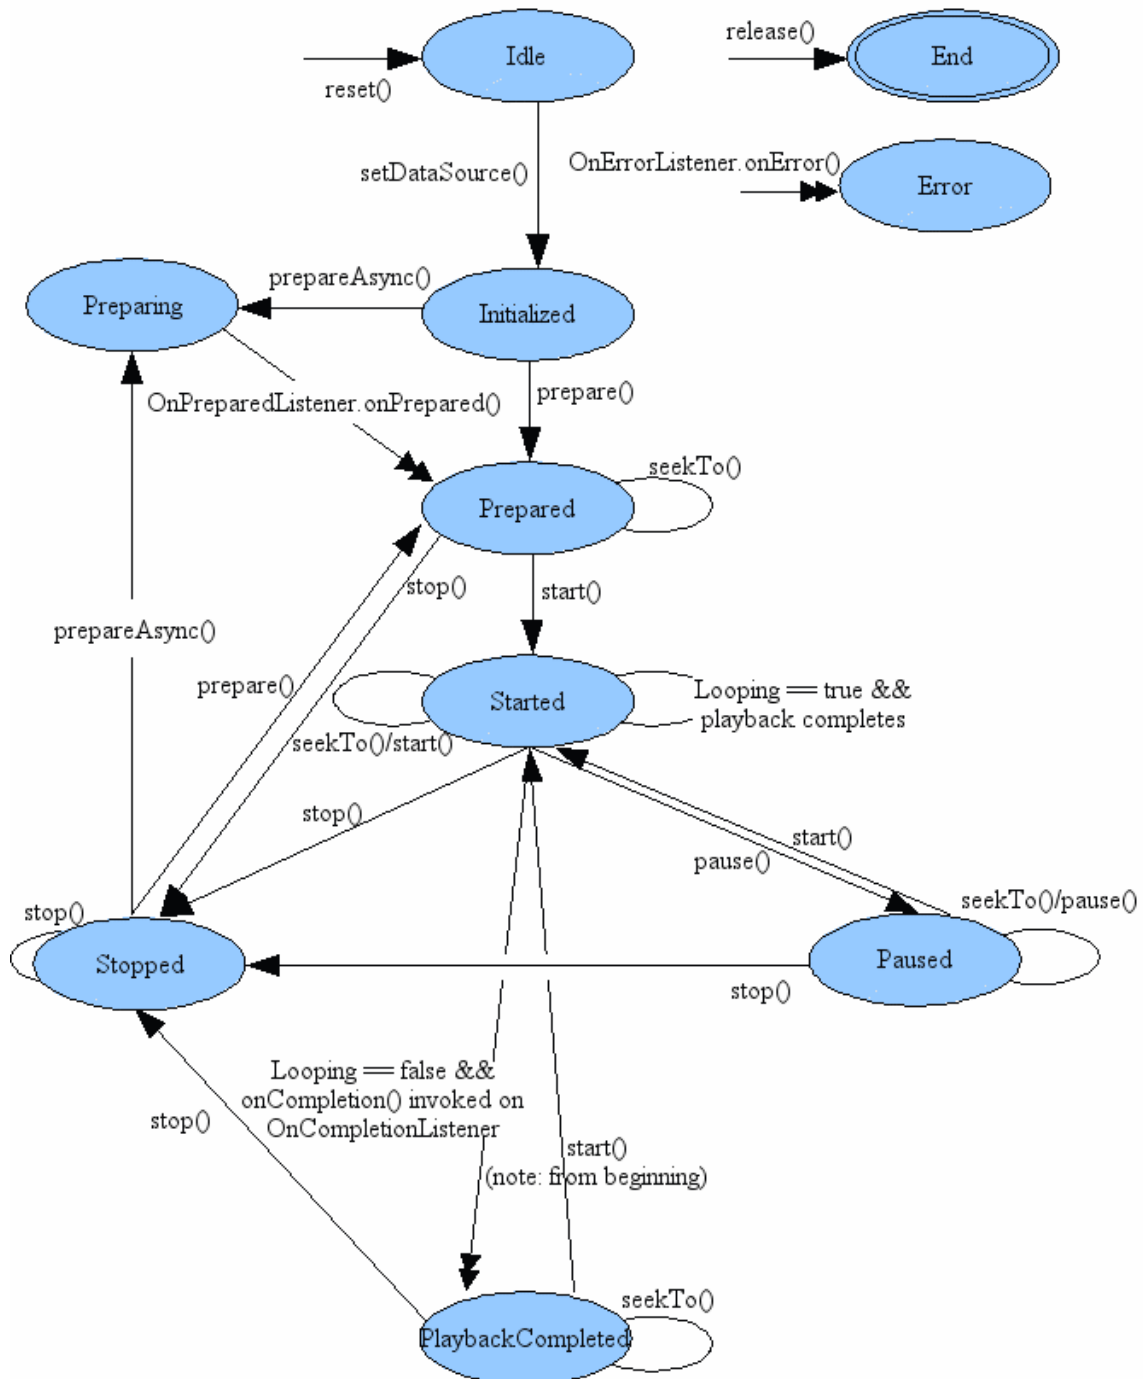 Idle
release()
End
reset()
setDataSource()
OnErrorListener.onError()
Error
prepareAsync()
Preparing
Initialized
OnPreparedListener.onPrepared()
prepare()
seekTo()
Prepared
stop()
start()
prepareAsync()
prepare()
Started
Looping == true &&
playback completes
seekTo()/start()
stop()
start()
pause()
seekTo()/pause()
stop()
Stopped
Paused
stop()
Looping == false &&
onCompletion() invoked on
OnCompletionListener
stop()
start()
(note: from beginning)
seekTo()
PlaybackCompleted